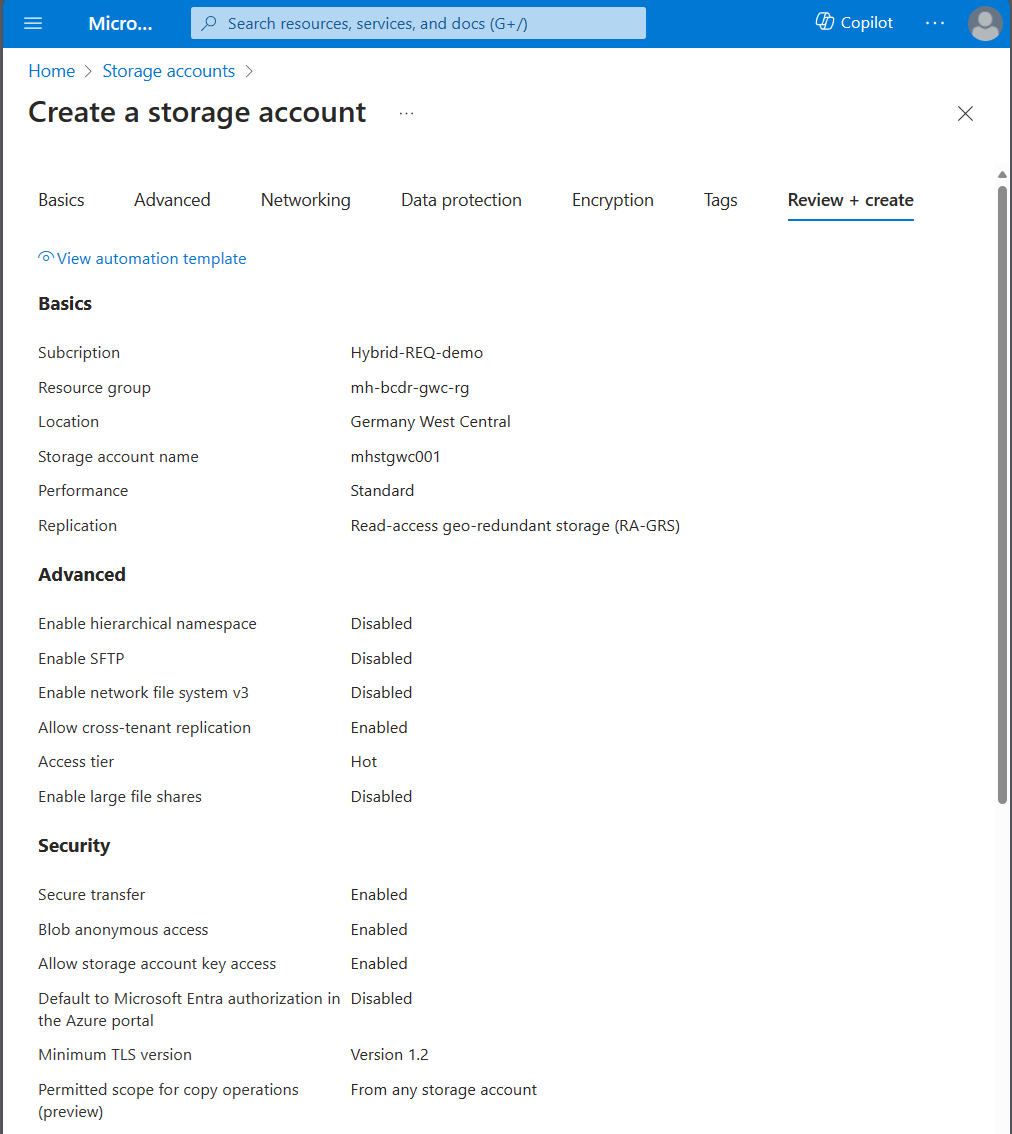 Micro...
Search resources, services, and docs (G+/)
Copilot
...
Home > Storage accounts >
Create a storage account ...
Basics Advanced Networking Data protection Encryption Tags Review + create
View automation template
Basics
Subcription Hybrid-REQ-demo
Resource group mh-bcdr-gwc-rg
Location Germany West Central
Storage account name mhstgwc001
Performance Standard
Replication Read-access geo-redundant storage (RA-GRS)
Advanced
Enable hierarchical namespace Disabled
Enable SFTP Disabled
Enable network file system v3 Disabled
Allow cross-tenant replication Enabled
Access tier Hot
Enable large file shares Disabled
Security
Secure transfer Enabled
Blob anonymous access Enabled
Allow storage account key access Enabled
Default to Microsoft Entra authorization in Disabled
the Azure portal
Minimum TLS version Version 1.2
Permitted scope for copy operations From any storage account
(preview)